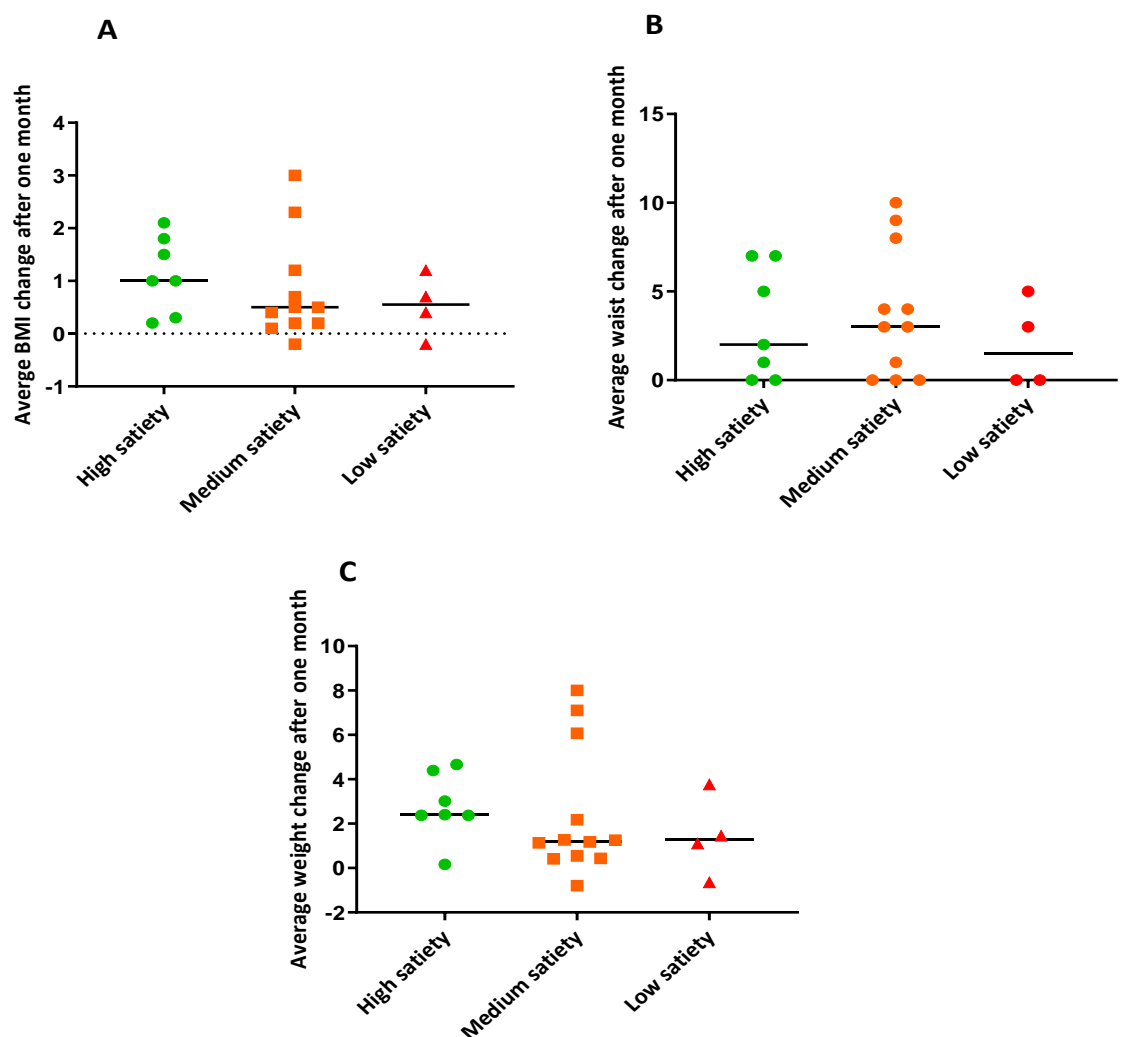 A
Averge BMI change after one month
4
3
2
1
0
-1
High satiety
Medium satiety
Low satiety
B
Average waist change after one month
15
10
5
0
High satiety
Medium satiety
Low satiety
C
Average weight change after one month
10
8
6
4
2
0
-2
High satiety
Medium satiety
Low satiety